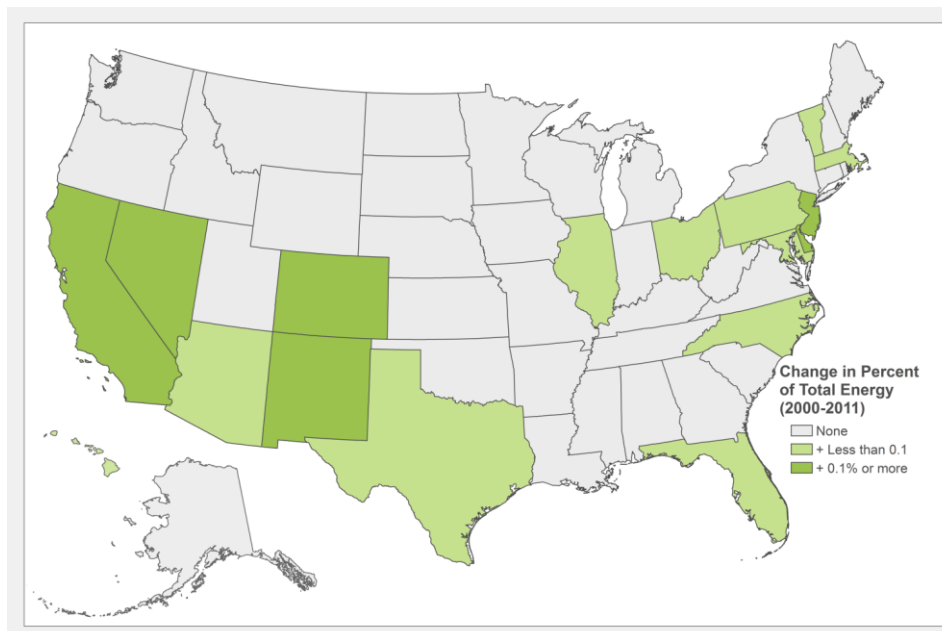 Change in Percent
of Total Energy
(2000-2011)
None
+ Less than 0.1
+ 0.1% or more